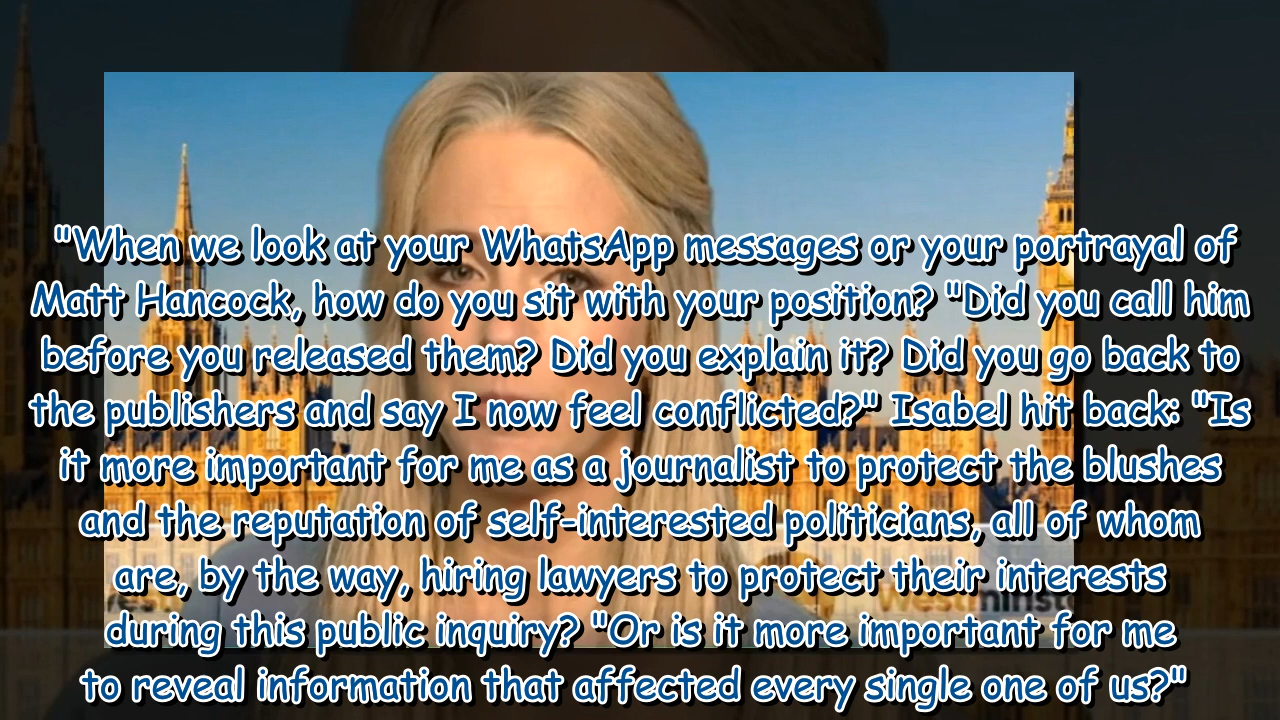 "When we look at your WhatsApp messages or your portrayal of
Matt Hancock, how do you sit with your position? "Did you call him
before you released them? Did you explain it? Did you go back to
the publishers and say I now feel conflicted?" Isabel hit back: "Is
it more important for me as a journalist to protect the blushes
and the reputation of self-interested politicians, all of whom
are, by the way, hiring lawyers to protect their interests
Westminst
during this public inquiry? "Or is it more important for me
to reveal information that affected every single one of us?"